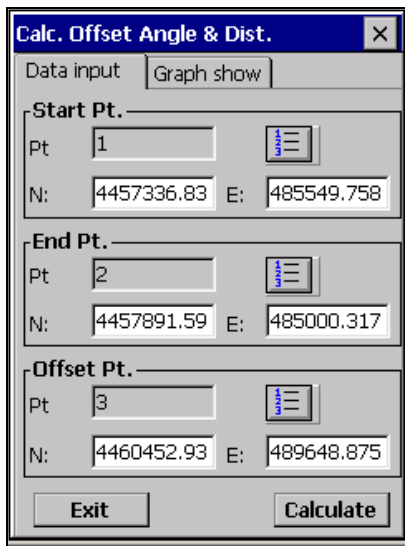 Calc. Offset Angle & Dist.
Data input Graph show
Start Pt.
Pt 1
N: 4457336.83 E: 485549.758
End Pt.
Pt 2
N: 4457891.59 E: 485000.317
Offset Pt.
Pt 3
N: 4460452.93 E: 489648.875
Exit Calculate